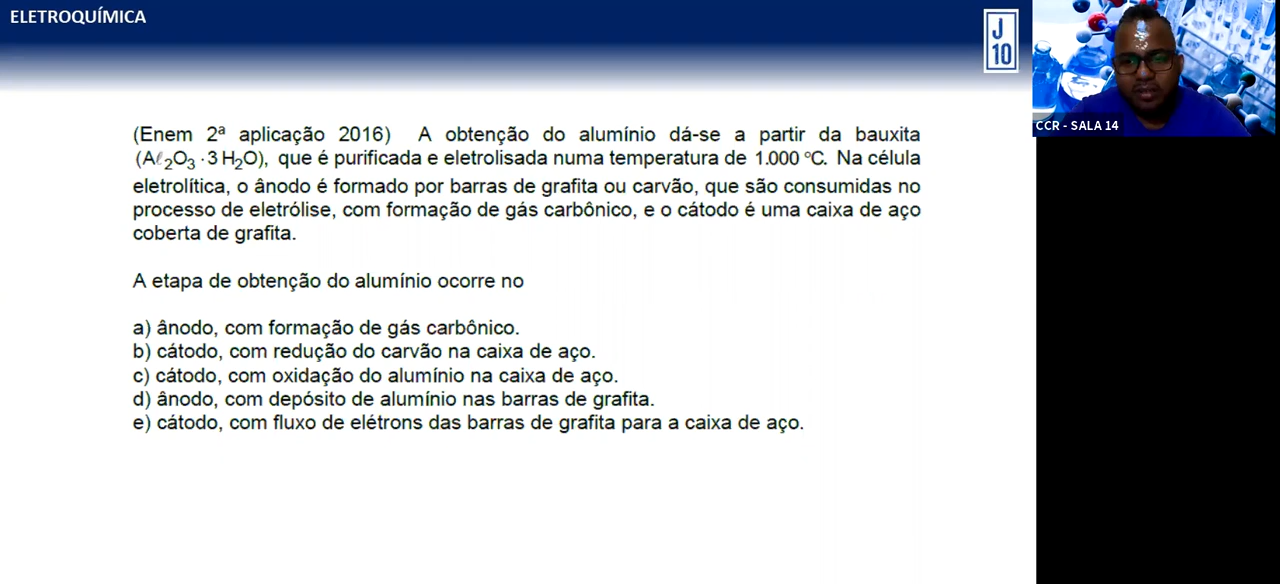 ELETROQUÍMICA
J
10
CCR - SALA 14
(Enem 2ª aplicação 2016) A obtenção do alumínio dá-se a partir da bauxita
(Aℓ₂O₃ · 3 H₂O), que é purificada e eletrolisada numa temperatura de 1.000 ºC. Na célula
eletrolítica, o ânodo é formado por barras de grafita ou carvão, que são consumidas no
processo de eletrólise, com formação de gás carbônico, e o cátodo é uma caixa de aço
coberta de grafita.
A etapa de obtenção do alumínio ocorre no
a) ânodo, com formação de gás carbônico.
b) cátodo, com redução do carvão na caixa de aço.
c) cátodo, com oxidação do alumínio na caixa de aço.
d) ânodo, com depósito de alumínio nas barras de grafita.
e) cátodo, com fluxo de elétrons das barras de grafita para a caixa de aço.